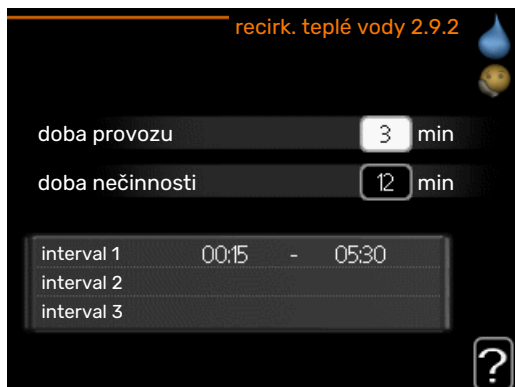 recirk. teplé vody 2.9.2
doba provozu 3 min
doba nečinnosti 12 min
interval 1 00:15 - 05:30
interval 2
interval 3
?